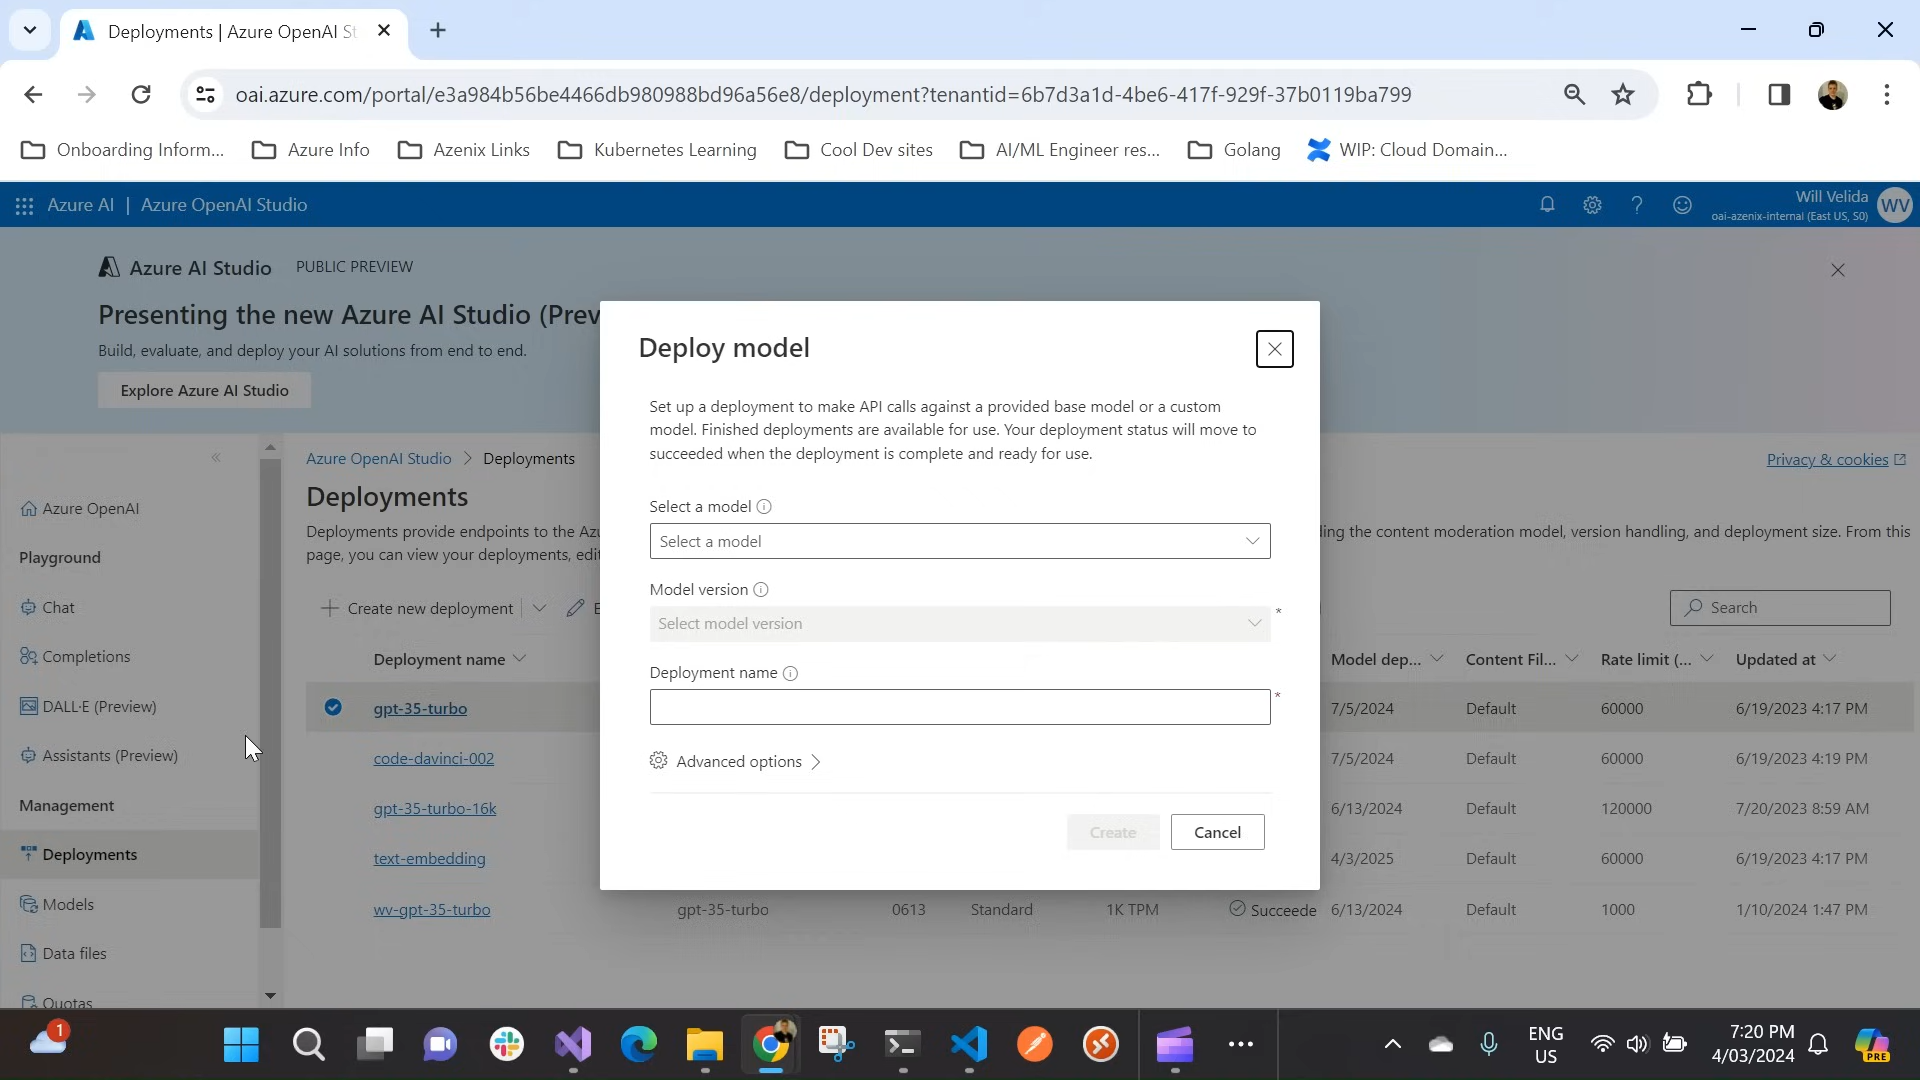 Deployments | Azure OpenAI St
oai.azure.com/portal/e3a984b56be4466db980988bd96a56e8/deployment?tenantid=6b7d3a1d-4be6-417f-929f-37b0119ba799
Onboarding Inform... Azure Info Azenix Links Kubernetes Learning Cool Dev sites AI/ML Engineer res... Golang WIP: Cloud Domain...
Azure AI | Azure OpenAI Studio
Will Velida
oai-azenix-internal (East US, S0)
WV
Azure AI Studio PUBLIC PREVIEW
Presenting the new Azure AI Studio (Prev
Build, evaluate, and deploy your AI solutions from end to end.
Explore Azure AI Studio
Azure OpenAI
Playground
Chat
Completions
DALL·E (Preview)
Assistants (Preview)
Management
Deployments
Models
Data files
Quotas
Azure OpenAI Studio > Deployments
Privacy & cookies
Deployments
Deployments provide endpoints to the Azu
ing the content moderation model, version handling, and deployment size. From this
page, you can view your deployments, edit
Create new deployment
E
Search
Deployment name
Model dep... Content Fil... Rate limit (... Updated at
gpt-35-turbo 7/5/2024 Default 60000 6/19/2023 4:17 PM
code-davinci-002 7/5/2024 Default 60000 6/19/2023 4:19 PM
gpt-35-turbo-16k 6/13/2024 Default 120000 7/20/2023 8:59 AM
text-embedding 4/3/2025 Default 60000 6/19/2023 4:17 PM
wv-gpt-35-turbo gpt-35-turbo 0613 Standard 1K TPM Succeede 6/13/2024 Default 1000 1/10/2024 1:47 PM
Deploy model
Set up a deployment to make API calls against a provided base model or a custom
model. Finished deployments are available for use. Your deployment status will move to
succeeded when the deployment is complete and ready for use.
Select a model
Select a model
Model version
Select model version *
Deployment name
*
Advanced options
Create Cancel
1
ENG
US
7:20 PM
4/03/2024
PRE